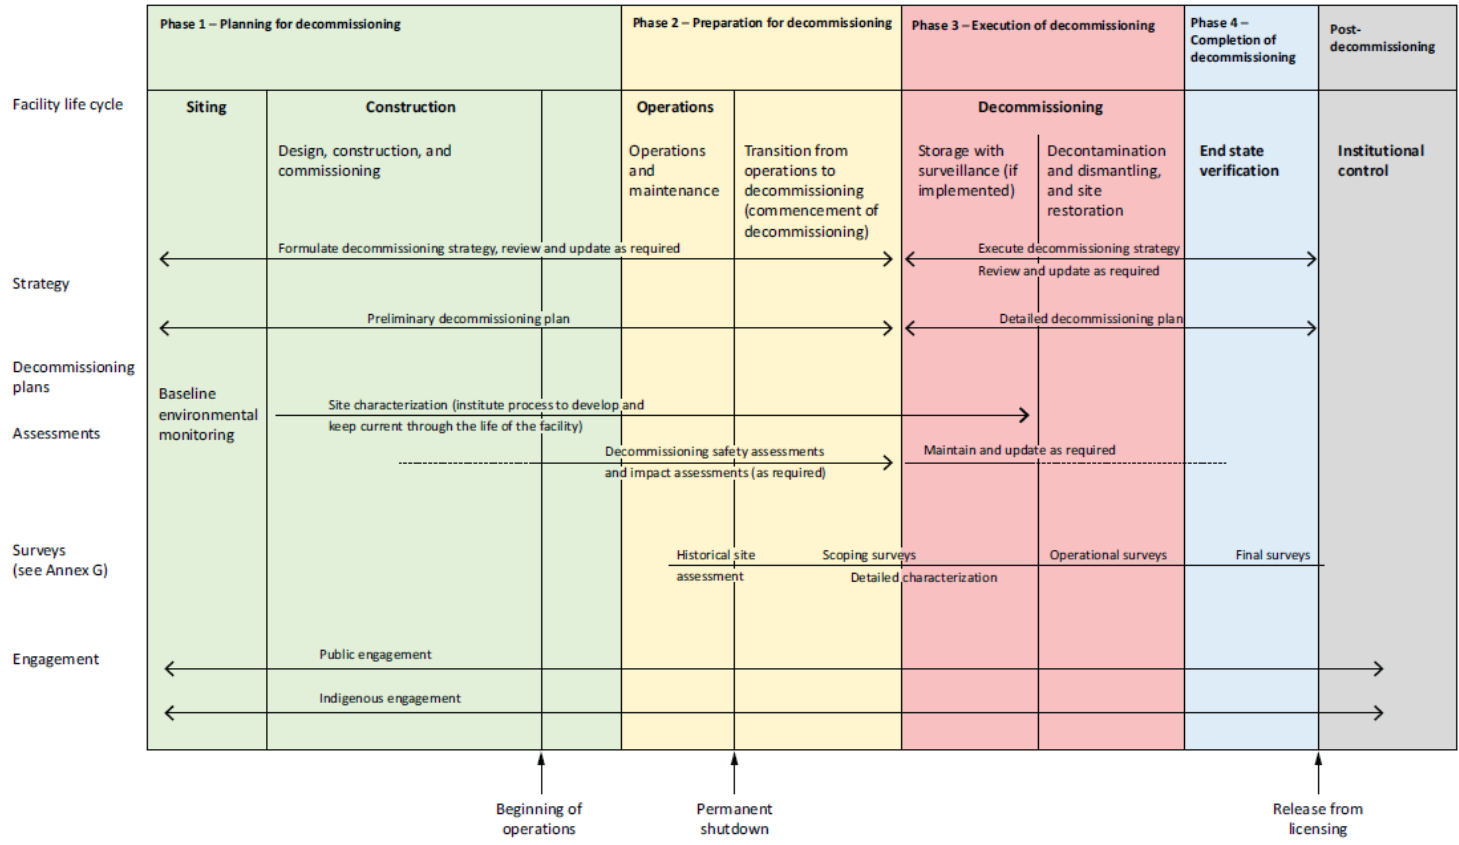 Phase 1 – Planning for decommissioning
Phase 2 – Preparation for decommissioning
Phase 3 – Execution of decommissioning
Phase 4 –
Completion of
decommissioning
Post-
decommissioning
Facility life cycle
Siting
Construction
Operations
Decommissioning
Design, construction, and
commissioning
Operations
and
maintenance
Transition from
operations to
decommissioning
(commencement of
decommissioning)
Storage with
surveillance (if
implemented)
Decontamination
and dismantling,
and site
restoration
End state
verification
Institutional
control
Strategy
Formulate decommissioning strategy, review and update as required
Execute decommissioning strategy
Review and update as required
Preliminary decommissioning plan
Detailed decommissioning plan
Decommissioning
plans
Assessments
Baseline
environmental
monitoring
Site characterization (institute process to develop and
keep current through the life of the facility)
Decommissioning safety assessments
and impact assessments (as required)
Maintain and update as required
Surveys
(see Annex G)
Historical site
assessment
Scoping surveys
Detailed characterization
Operational surveys
Final surveys
Engagement
Public engagement
Indigenous engagement
Beginning of
operations
Permanent
shutdown
Release from
licensing